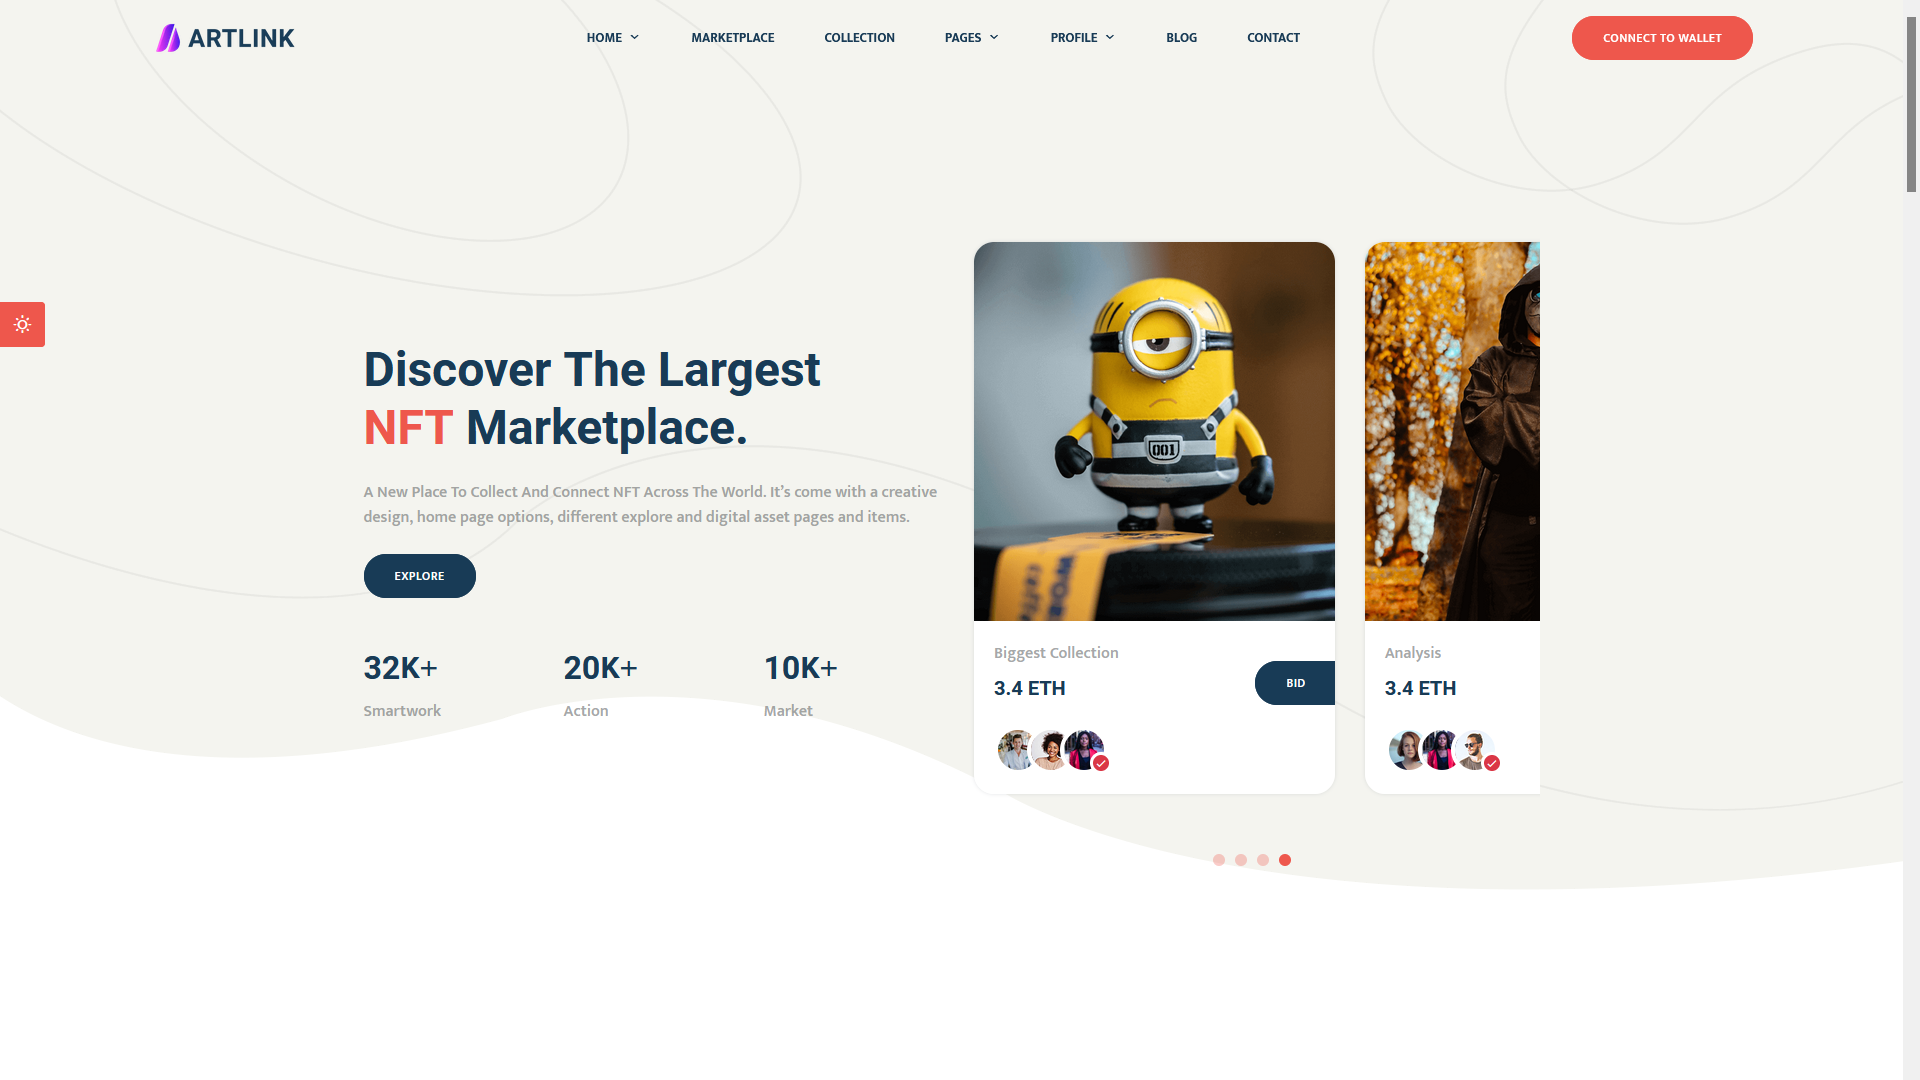 ARTLINK
HOME
MARKETPLACE
COLLECTION
PAGES
PROFILE
BLOG
CONTACT
CONNECT TO WALLET
Discover The Largest
NFT Marketplace.
A New Place To Collect And Connect NFT Across The World. It's come with a creative
design, home page options, different explore and digital asset pages and items.
EXPLORE
32K+
20K+
10K+
Smartwork
Action
Market
001
Biggest Collection
3.4 ETH
BID
Analysis
3.4 ETH